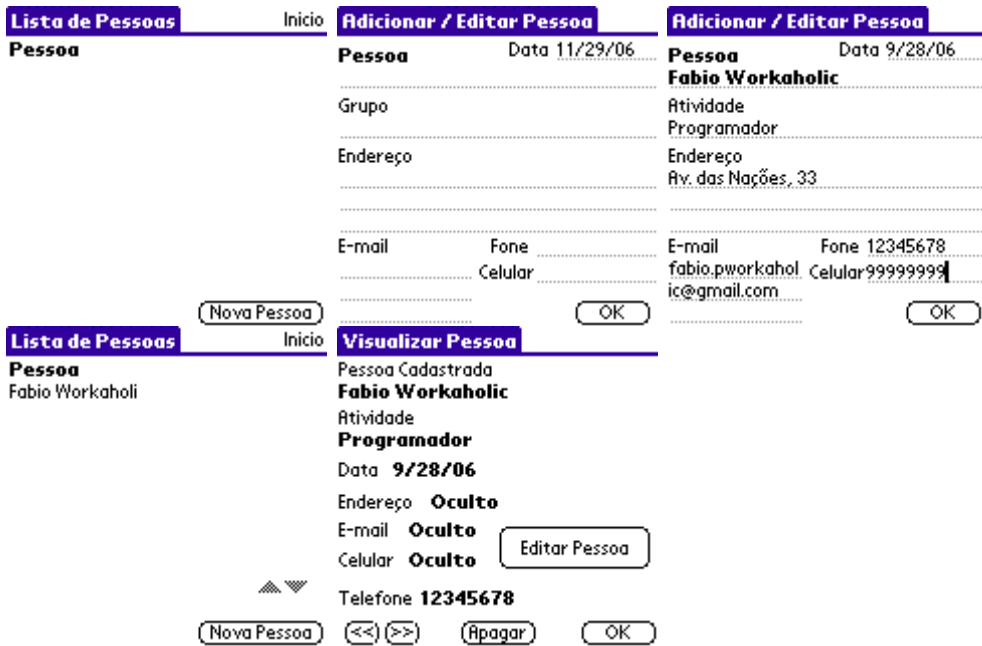 Lista de Pessoas Inicio
Pessoa
Nova Pessoa
Adicionar / Editar Pessoa
Pessoa Data 11/29/06
Grupo
Endereço
E-mail Fone
Celular
OK
Adicionar / Editar Pessoa
Pessoa Data 9/28/06
Fabio Workaholic
Atividade
Programador
Endereço
Av. das Nações, 33
E-mail Fone 12345678
fabio.pworkahol Celular 99999999
ic@gmail.com
OK
Lista de Pessoas Inicio
Pessoa
Fabio Workaholi
Nova Pessoa
Visualizar Pessoa
Pessoa Cadastrada
Fabio Workaholic
Atividade
Programador
Data 9/28/06
Endereço Oculto
E-mail Oculto
Editar Pessoa
Celular Oculto
Telefone 12345678
<< >> Apagar OK